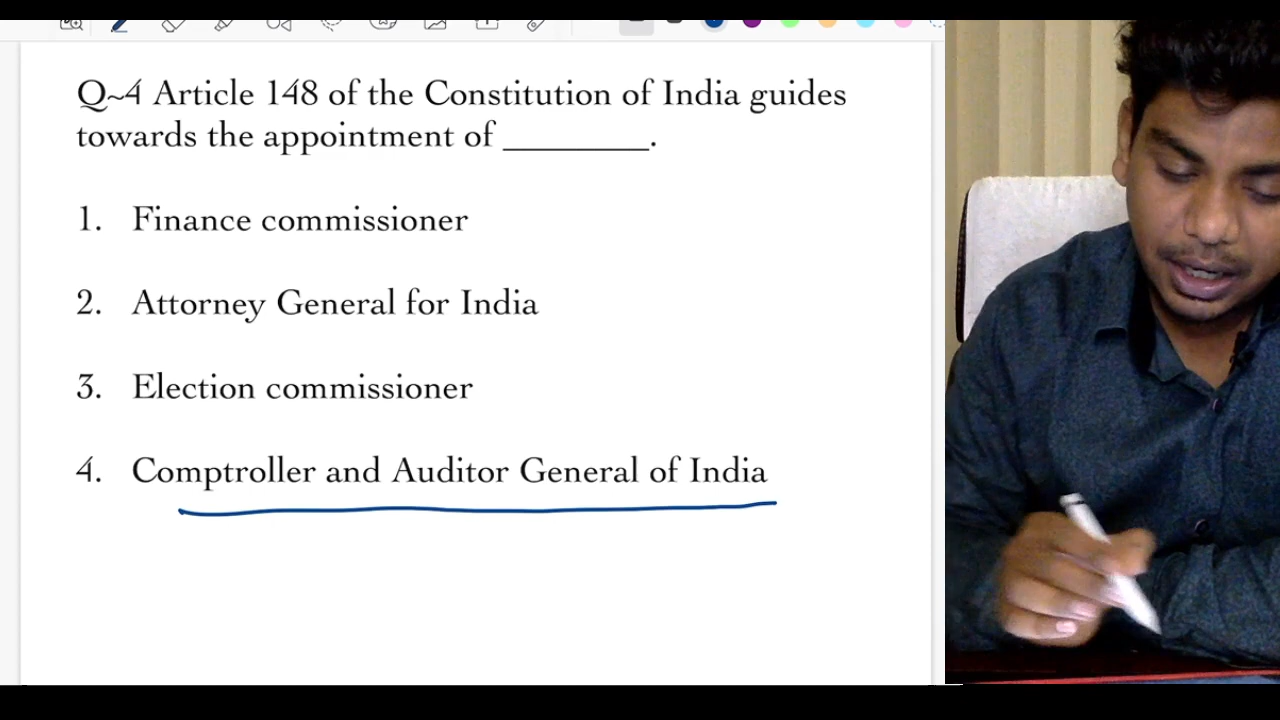 Q~4 Article 148 of the Constitution of India guides
towards the appointment of _________.
1. Finance commissioner
2. Attorney General for India
3. Election commissioner
4. Comptroller and Auditor General of India